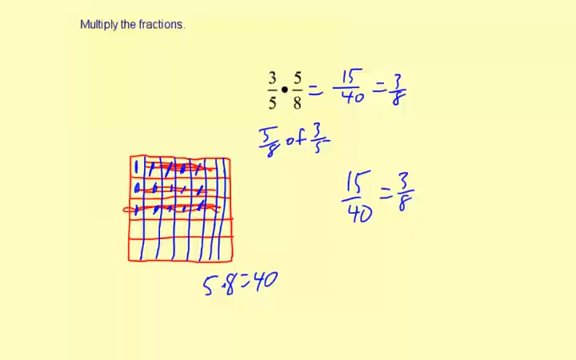 Multiply the fractions.
3/5 • 5/8 = 15/40 = 3/8
5/8 of 3/5
15/40 = 3/8
5·8=40